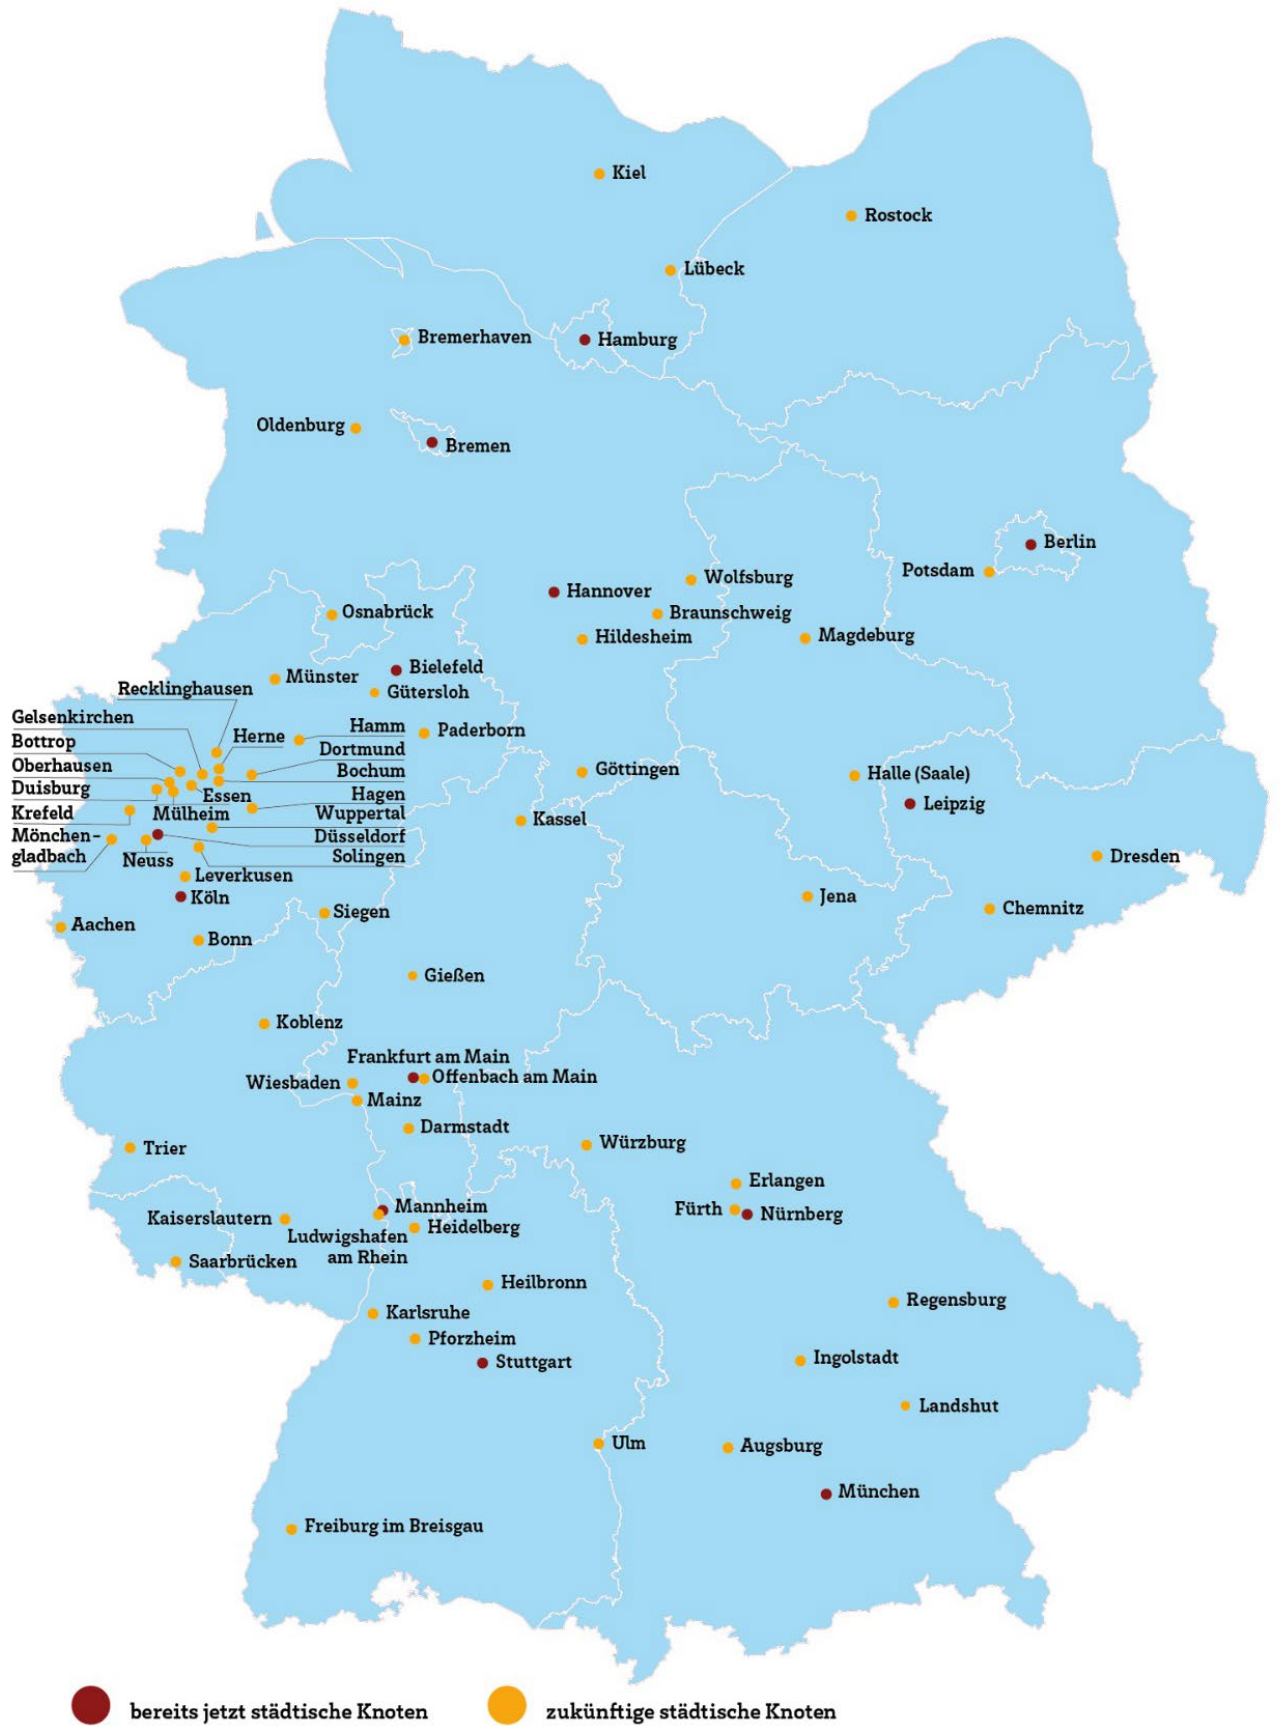 Kiel
Rostock
Lübeck
Bremerhaven
Hamburg
Oldenburg
Bremen
Berlin
Potsdam
Wolfsburg
Hannover
Braunschweig
Osnabrück
Hildesheim
Magdeburg
Bielefeld
Münster
Gütersloh
Recklinghausen
Gelsenkirchen
Hamm
Paderborn
Herne
Bottrop
Dortmund
Oberhausen
Bochum
Göttingen
Halle (Saale)
Duisburg
Essen
Hagen
Leipzig
Krefeld
Mülheim
Wuppertal
Kassel
Mönchen-
gladbach
Düsseldorf
Neuss
Solingen
Dresden
Leverkusen
Köln
Jena
Siegen
Chemnitz
Aachen
Bonn
Gießen
Koblenz
Frankfurt am Main
Offenbach am Main
Wiesbaden
Mainz
Darmstadt
Würzburg
Trier
Erlangen
Mannheim
Fürth
Nürnberg
Kaiserslautern
Ludwigshafen
am Rhein
Heidelberg
Saarbrücken
Heilbronn
Regensburg
Karlsruhe
Pforzheim
Stuttgart
Ingolstadt
Landshut
Ulm
Augsburg
München
Freiburg im Breisgau
bereits jetzt städtische Knoten
zukünftige städtische Knoten